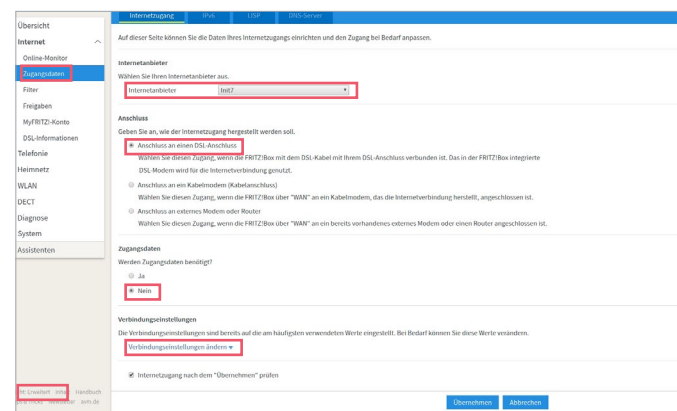 Internetzugang IPv6 LISP DNS-Server
Übersicht
Internet
Online-Monitor
Zugangsdaten
Filter
Freigaben
MyFRITZ!-Konto
DSL-Informationen
Telefonie
Heimnetz
WLAN
DECT
Diagnose
System
Assistenten
Auf dieser Seite können Sie die Daten Ihres Internetzugangs einrichten und den Zugang bei Bedarf anpassen.
Internetanbieter
Wählen Sie Ihren Internetanbieter aus.
Internetanbieter Init7
Anschluss
Geben Sie an, wie der Internetzugang hergestellt werden soll.
Anschluss an einen DSL-Anschluss
Wählen Sie diesen Zugang, wenn die FRITZ!Box mit dem DSL-Kabel mit Ihrem DSL-Anschluss verbunden ist. Das in der FRITZ!Box integrierte
DSL-Modem wird für die Internetverbindung genutzt.
Anschluss an ein Kabelmodem (Kabelanschluss)
Wählen Sie diesen Zugang, wenn die FRITZ!Box über "WAN" an ein Kabelmodem, das die Internetverbindung herstellt, angeschlossen ist.
Anschluss an externes Modem oder Router
Wählen Sie diesen Zugang, wenn die FRITZ!Box über "WAN" an ein bereits vorhandenes externes Modem oder einen Router angeschlossen ist.
Zugangsdaten
Werden Zugangsdaten benötigt?
Ja
Nein
Verbindungseinstellungen
Die Verbindungseinstellungen sind bereits auf die am häufigsten verwendeten Werte eingestellt. Bei Bedarf können Sie diese Werte verändern.
Verbindungseinstellungen ändern
Internetzugang nach dem "Übernehmen" prüfen
Erweitert Inhalt Handbuch
avm.de
Übernehmen Abbrechen